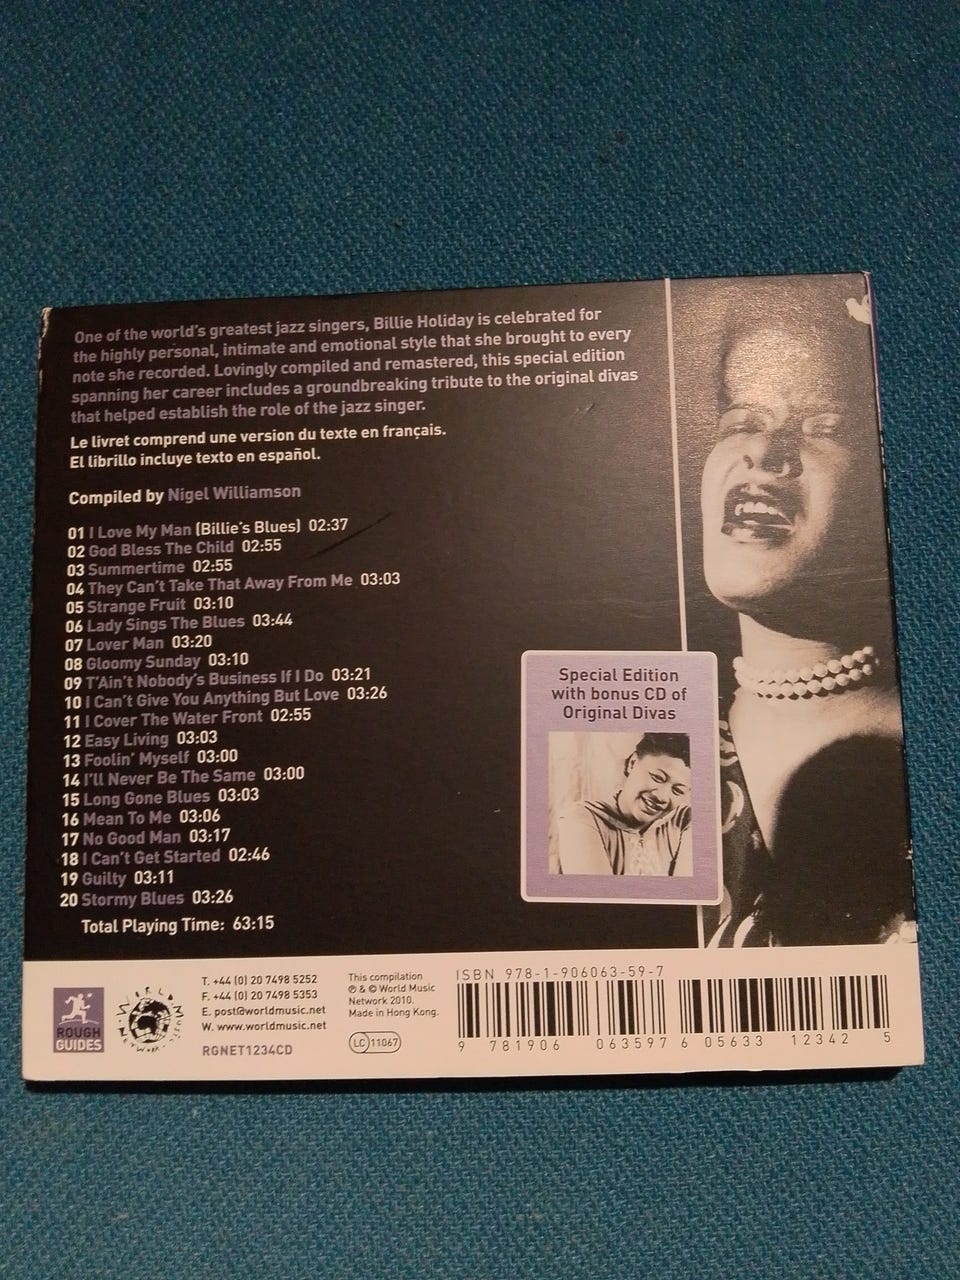 One of the world's greatest jazz singers, Billie Holiday is celebrated for
the highly personal, intimate and emotional style that she brought to every
note she recorded. Lovingly compiled and remastered, this special edition
spanning her career includes a groundbreaking tribute to the original divas
that helped establish the role of the jazz singer.
Le livret comprend une version du texte en français.
El librillo incluye texto en español.
Compiled by Nigel Williamson
01 I Love My Man (Billie's Blues) 02:37
02 God Bless The Child 02:55
03 Summertime 02:55
04 They Can't Take That Away From Me 03:03
05 Strange Fruit 03:10
06 Lady Sings The Blues 03:44
07 Lover Man 03:20
08 Gloomy Sunday 03:10
09 T'Ain't Nobody's Business If I Do 03:21
10 I Can't Give You Anything But Love 03:26
11 I Cover The Water Front 02:55
12 Easy Living 03:03
13 Foolin' Myself 03:00
14 I'll Never Be The Same 03:00
15 Long Gone Blues 03:03
16 Mean To Me 03:06
17 No Good Man 03:17
18 I Can't Get Started 02:46
19 Guilty 03:11
20 Stormy Blues 03:26
Total Playing Time: 63:15
Special Edition
with bonus CD of
Original Divas
ROUGH
GUIDES
WORLD MUSIC NETWORK
T. +44 (0) 20 7498 5252
F. +44 (0) 20 7498 5353
E. post@worldmusic.net
W. www.worldmusic.net
RGNET1234CD
This compilation
℗ & © World Music
Network 2010.
Made in Hong Kong.
LC 11067
ISBN 978-1-906063-59-7
9 781906 063597 6 05633 12342 5